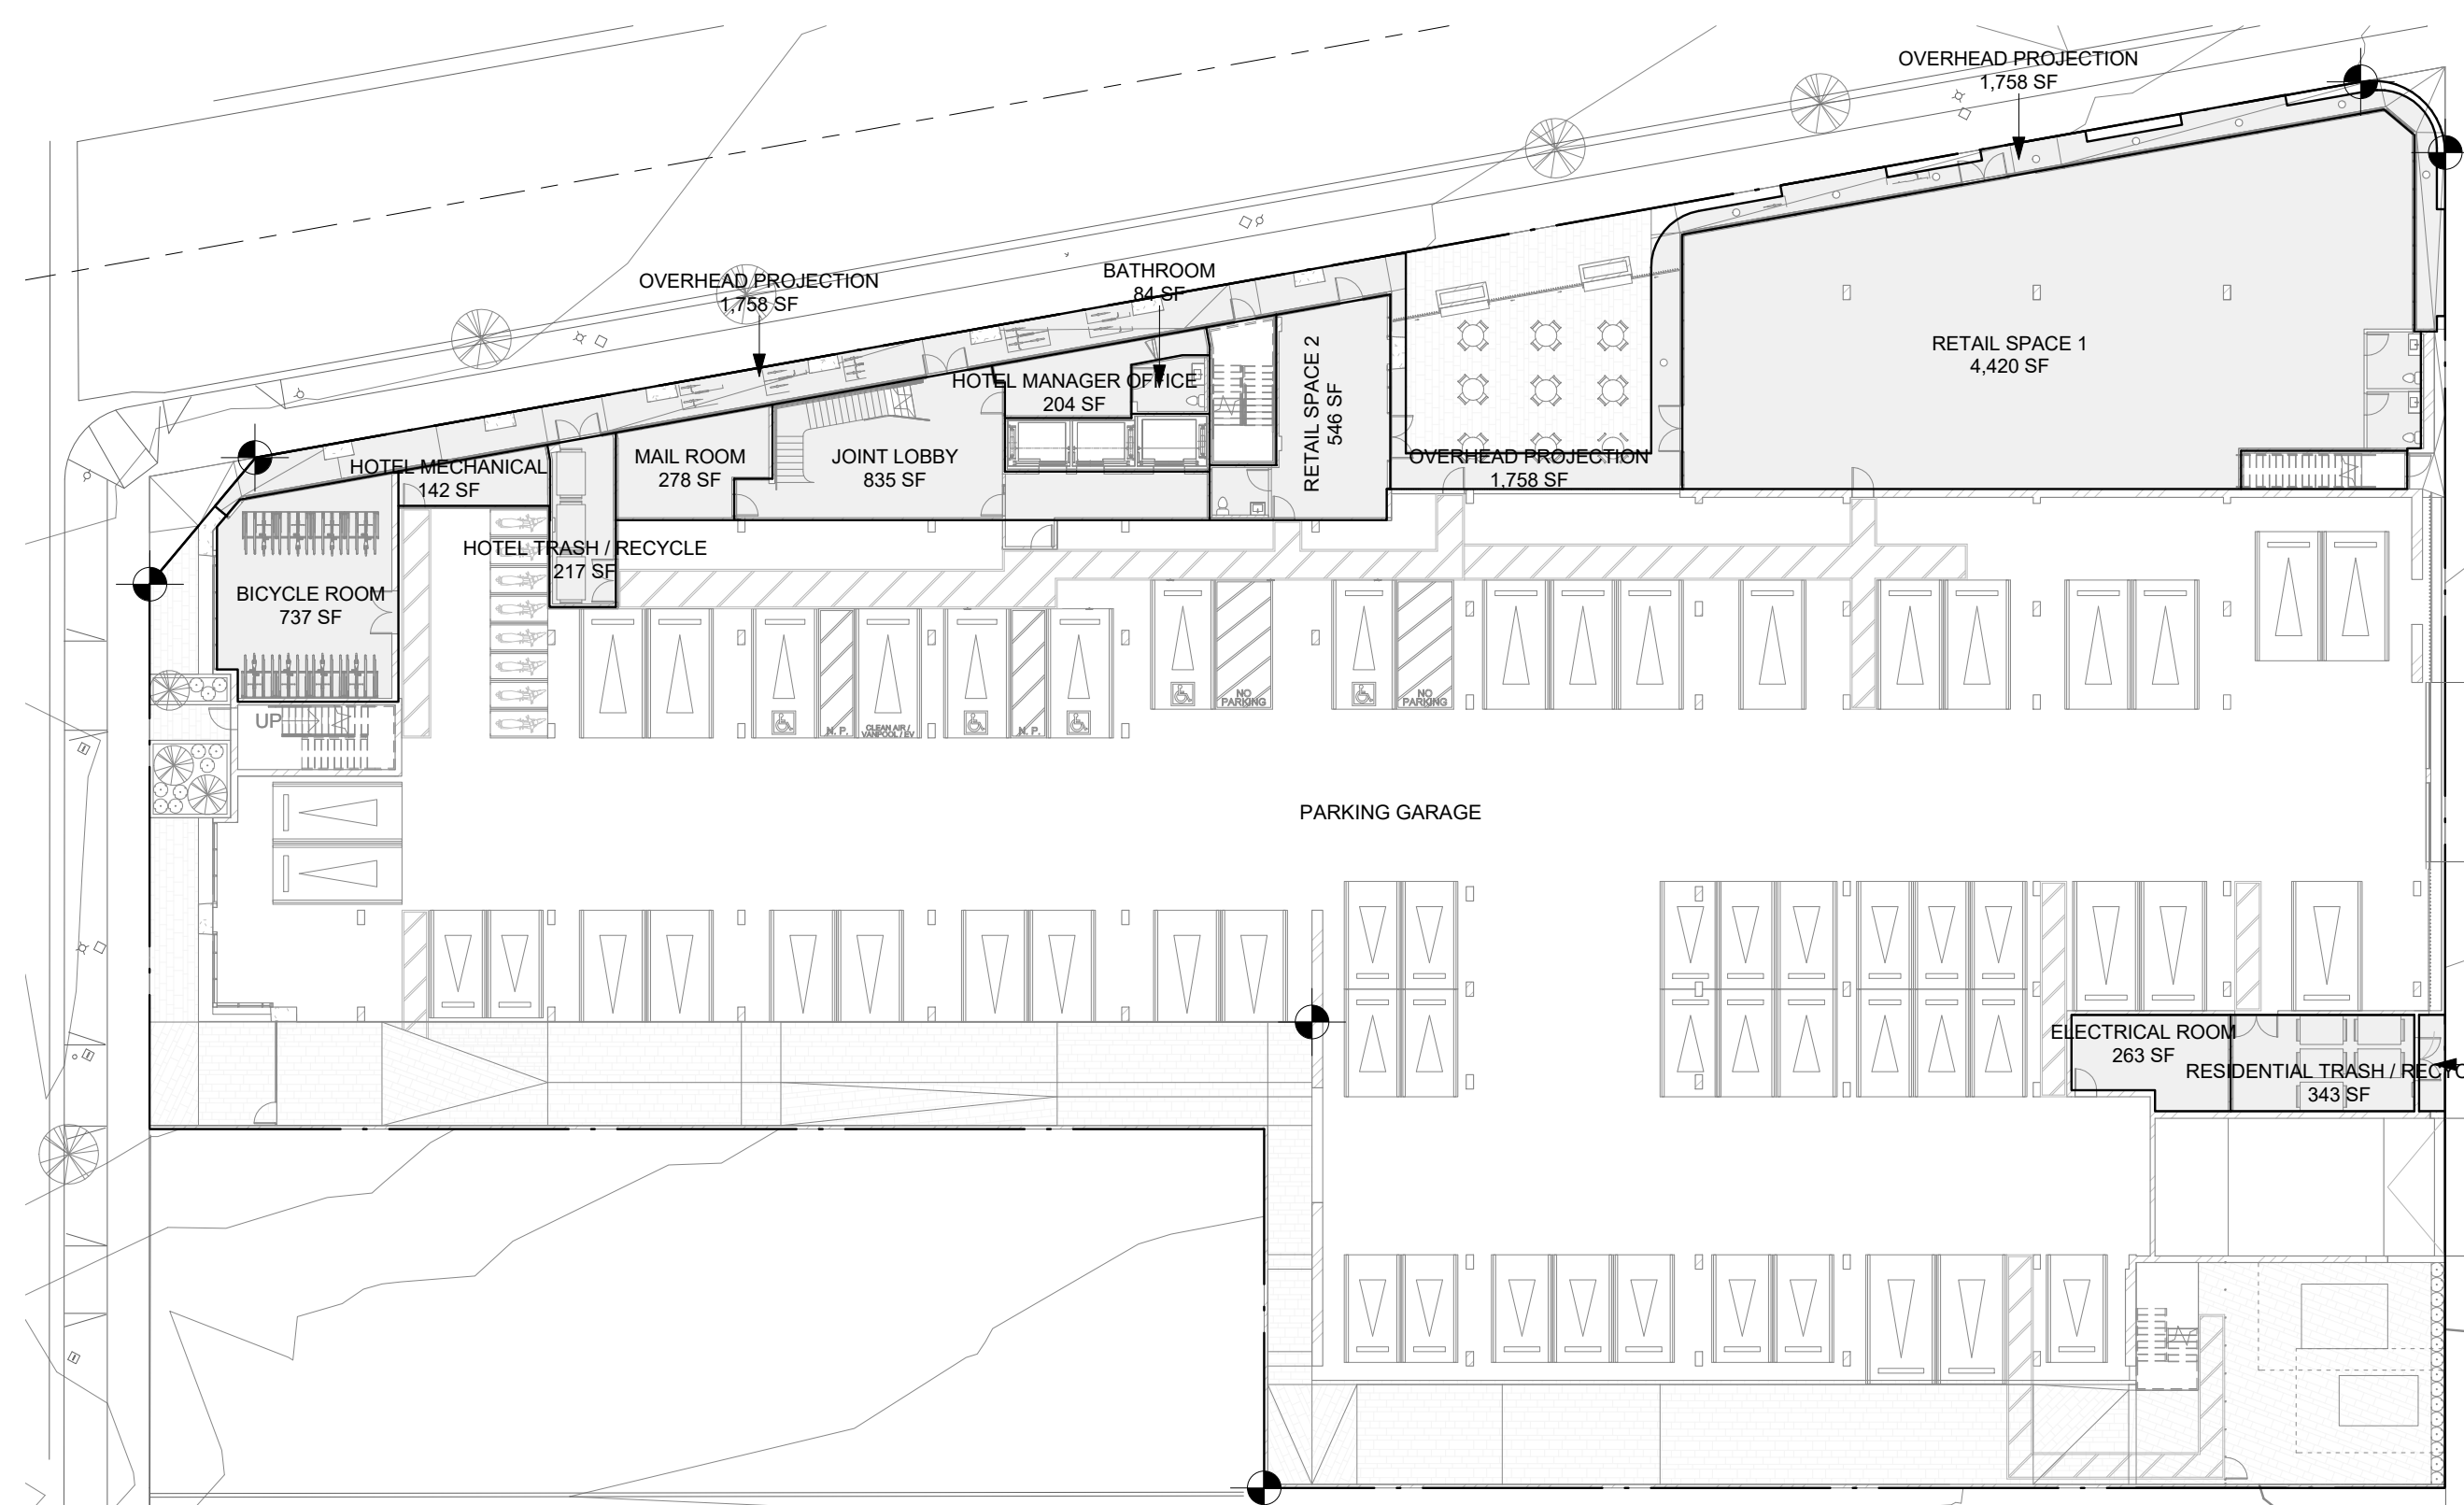 OVERHEAD PROJECTION
1,758 SF
OVERHEAD PROJECTION
1,758 SF
BATHROOM
84 SF
RETAIL SPACE 1
4,420 SF
HOTEL MANAGER OFFICE
204 SF
RETAIL SPACE 2
546 SF
HOTEL MECHANICAL
142 SF
MAIL ROOM
278 SF
JOINT LOBBY
835 SF
OVERHEAD PROJECTION
1,758 SF
HOTEL TRASH / RECYCLE
217 SF
BICYCLE ROOM
737 SF
UP
N. P.
CLEAN AIR /
VANPOOL / EV
N. P.
NO
PARKING
NO
PARKING
PARKING GARAGE
ELECTRICAL ROOM
263 SF
RESIDENTIAL TRASH / RECYC
343 SF